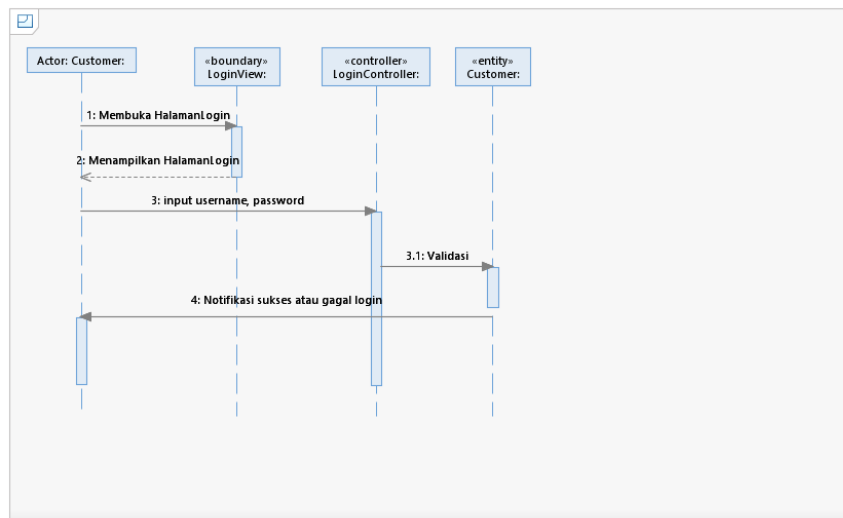 Actor: Customer:
«boundary»
LoginView:
«controller»
LoginController:
«entity»
Customer:
1: Membuka HalamanLogin
2: Menampilkan HalamanLogin
3: input username, password
3.1: Validasi
4: Notifikasi sukses atau gagal login